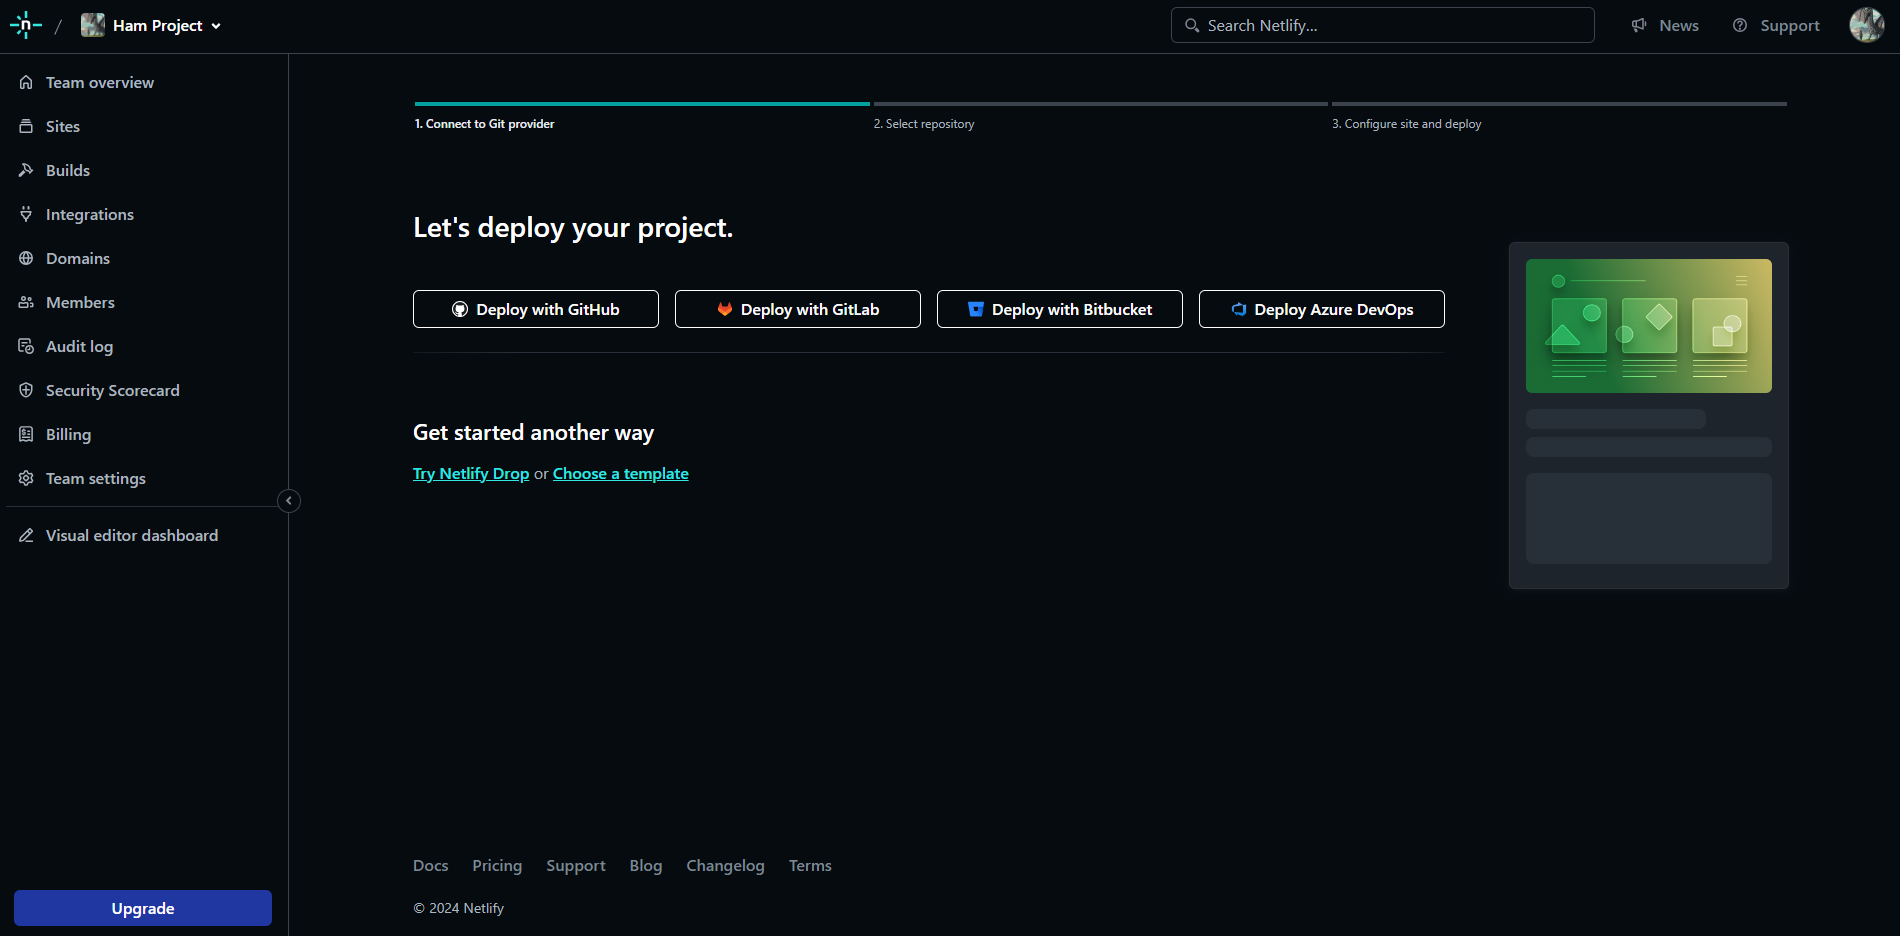 Ham Project
Search Netlify...
News
Support
Team overview
Sites
Builds
Integrations
Domains
Members
Audit log
Security Scorecard
Billing
Team settings
Visual editor dashboard
Upgrade
1. Connect to Git provider
2. Select repository
3. Configure site and deploy
Let's deploy your project.
Deploy with GitHub
Deploy with GitLab
Deploy with Bitbucket
Deploy Azure DevOps
Get started another way
Try Netlify Drop or Choose a template
Docs Pricing Support Blog Changelog Terms
© 2024 Netlify